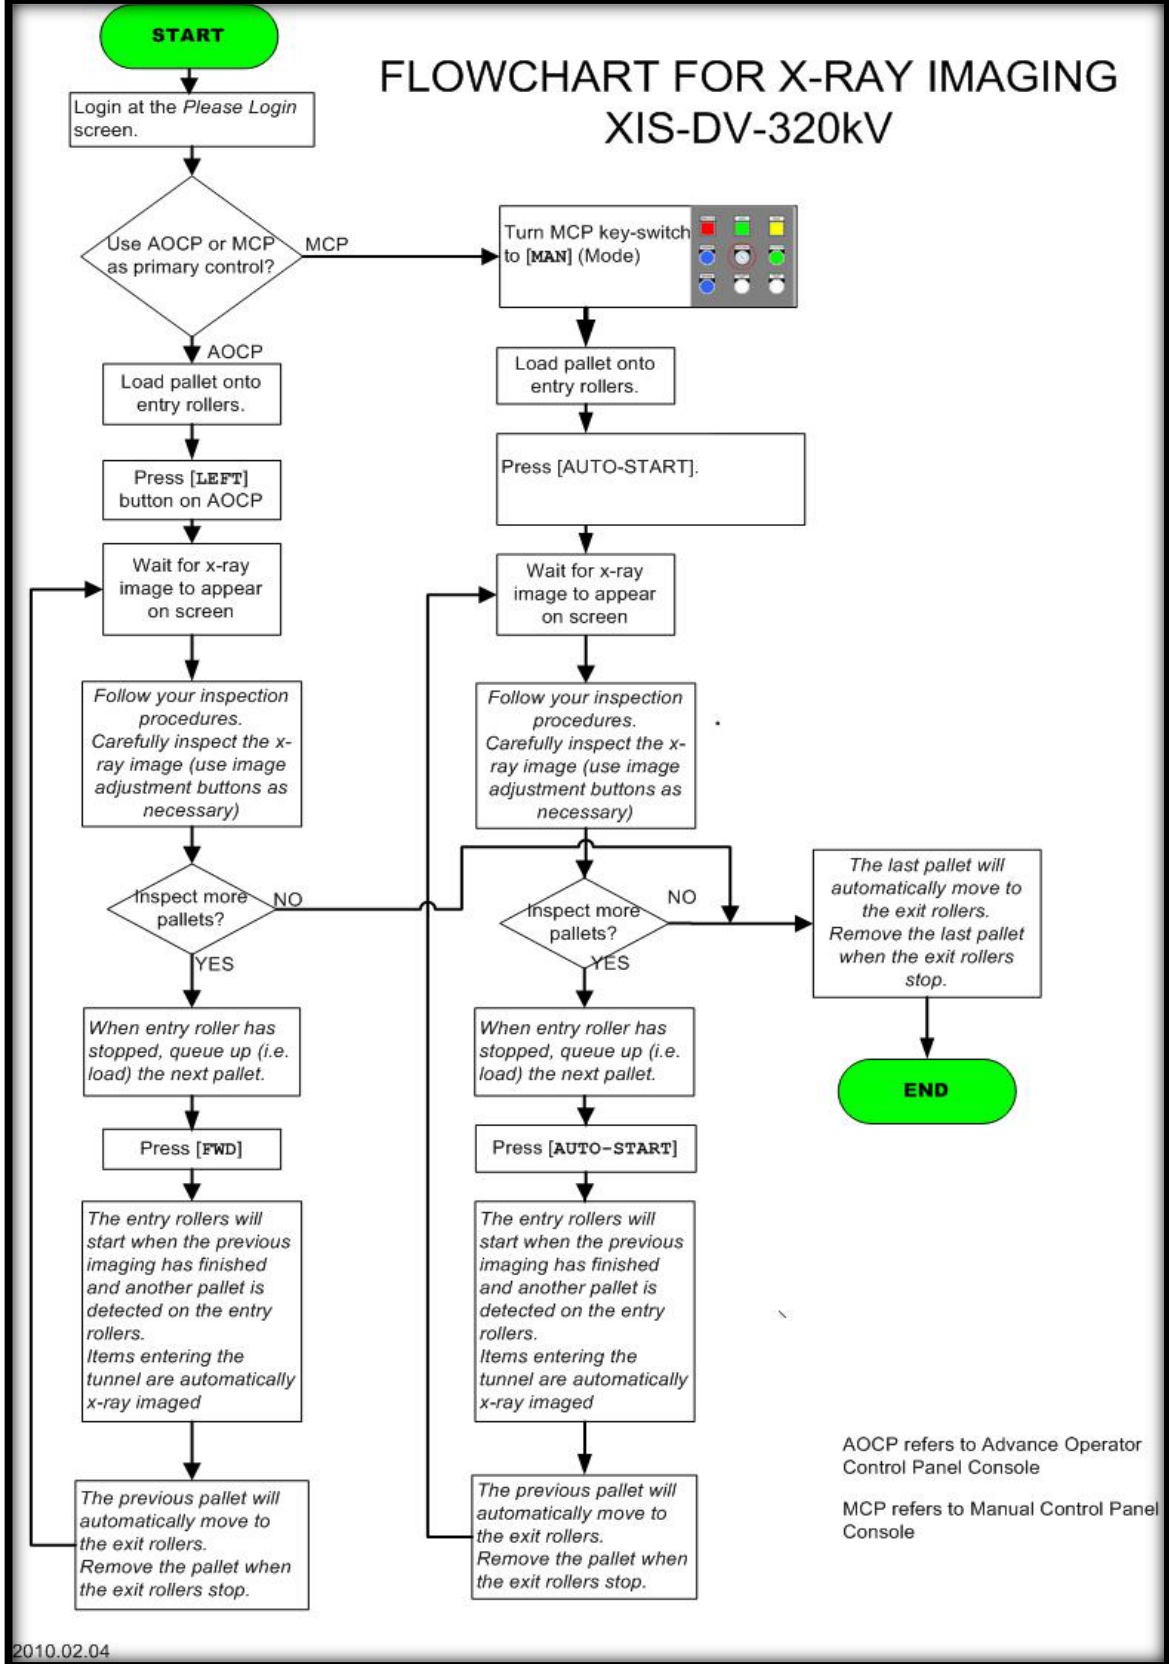 START
FLOWCHART FOR X-RAY IMAGING
XIS-DV-320kV
Login at the Please Login
screen.
Use AOCP or MCP
as primary control?
MCP
AOCP
Turn MCP key-switch
to [MAN] (Mode)
Load pallet onto
entry rollers.
Press [LEFT]
button on AOCP
Wait for x-ray
image to appear
on screen
Follow your inspection
procedures.
Carefully inspect the x-
ray image (use image
adjustment buttons as
necessary)
Inspect more
pallets?
NO
YES
When entry roller has
stopped, queue up (i.e.
load) the next pallet.
Press [FWD]
The entry rollers will
start when the previous
imaging has finished
and another pallet is
detected on the entry
rollers.
Items entering the
tunnel are automatically
x-ray imaged
The previous pallet will
automatically move to
the exit rollers.
Remove the pallet when
the exit rollers stop.
Load pallet onto
entry rollers.
Press [AUTO-START].
Wait for x-ray
image to appear
on screen
Follow your inspection
procedures.
Carefully inspect the x-
ray image (use image
adjustment buttons as
necessary)
Inspect more
pallets?
NO
YES
When entry roller has
stopped, queue up (i.e.
load) the next pallet.
Press [AUTO-START]
The entry rollers will
start when the previous
imaging has finished
and another pallet is
detected on the entry
rollers.
Items entering the
tunnel are automatically
x-ray imaged
The previous pallet will
automatically move to
the exit rollers.
Remove the pallet when
the exit rollers stop.
The last pallet will
automatically move to
the exit rollers.
Remove the last pallet
when the exit rollers
stop.
END
AOCP refers to Advance Operator
Control Panel Console
MCP refers to Manual Control Panel
Console
2010.02.04